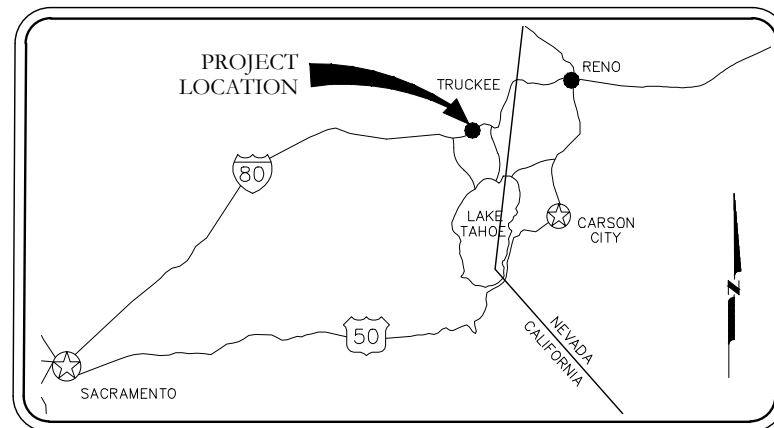 PROJECT
LOCATION
TRUCKEE
RENO
80
LAKE
TAHOE
CARSON
CITY
N
50
NEVADA
CALIFORNIA
SACRAMENTO